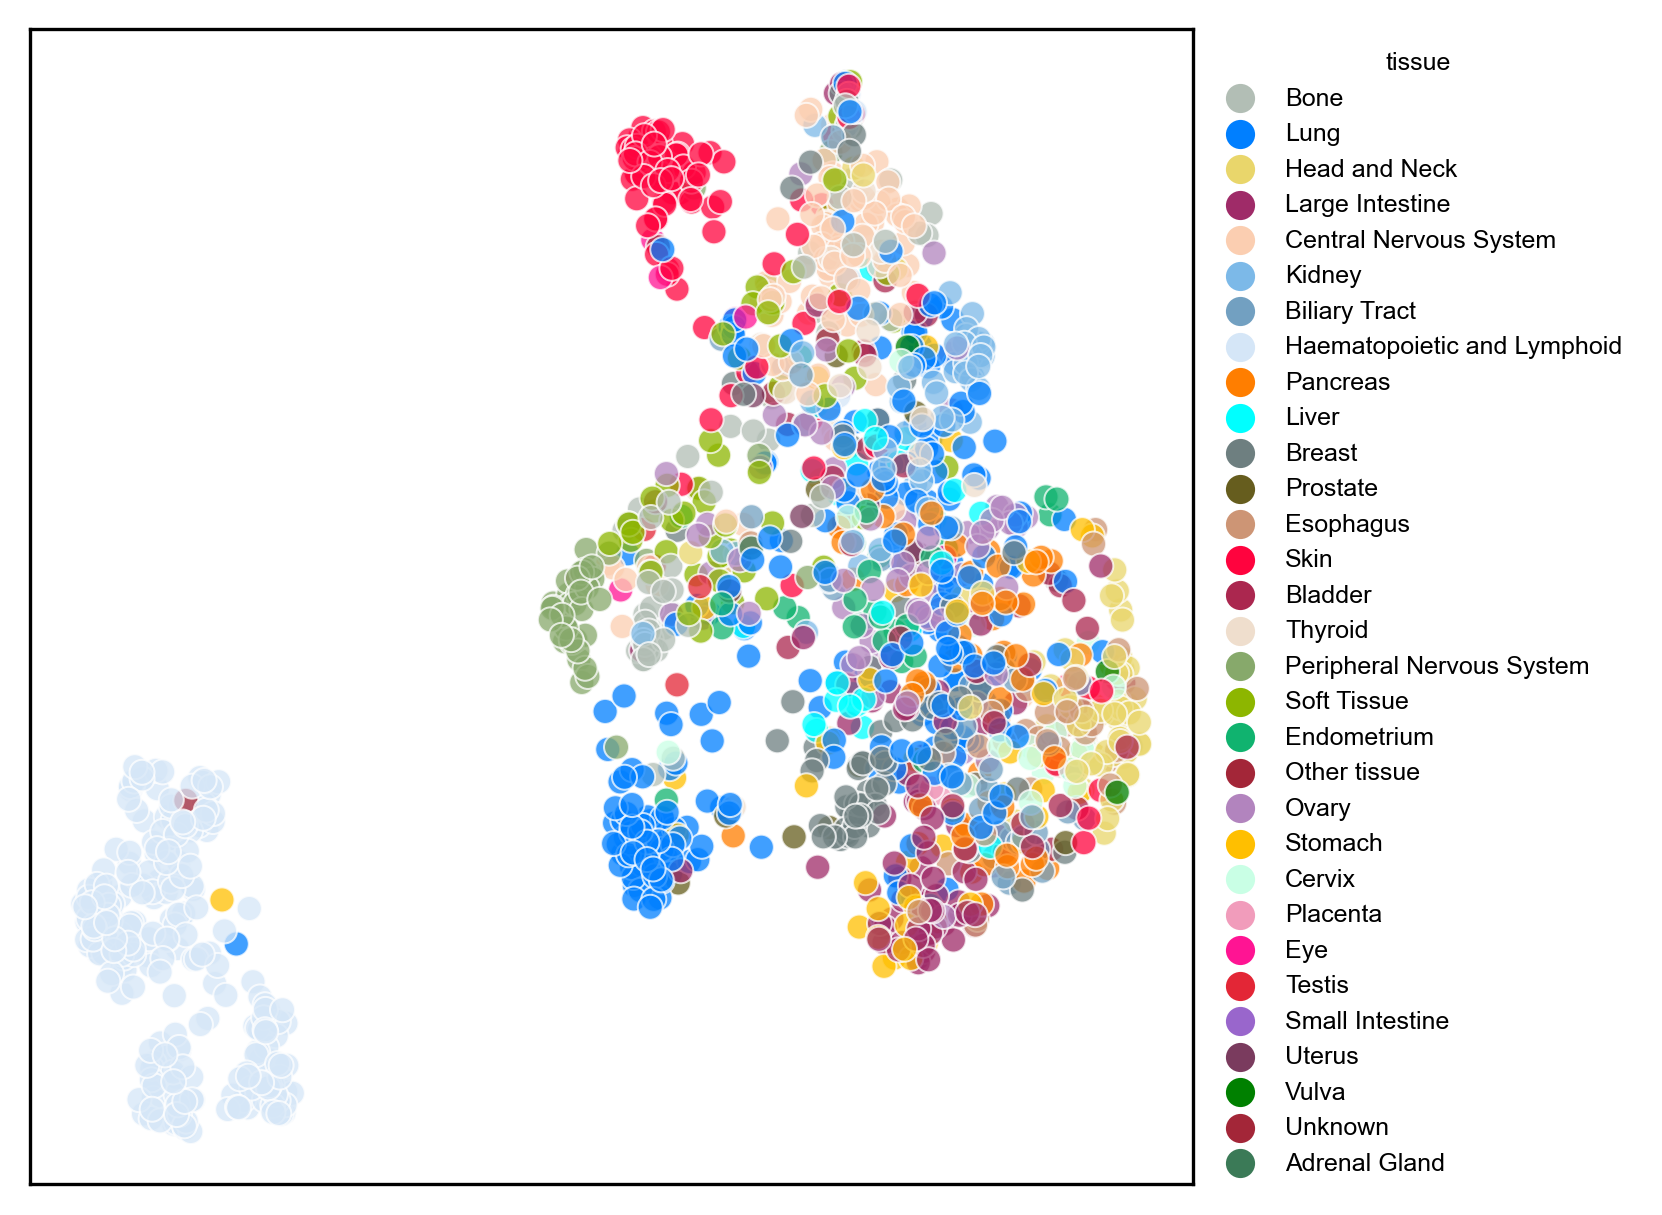 tissue
Bone
Lung
Head and Neck
Large Intestine
Central Nervous System
Kidney
Biliary Tract
Haematopoietic and Lymphoid
Pancreas
Liver
Breast
Prostate
Esophagus
Skin
Bladder
Thyroid
Peripheral Nervous System
Soft Tissue
Endometrium
Other tissue
Ovary
Stomach
Cervix
Placenta
Eye
Testis
Small Intestine
Uterus
Vulva
Unknown
Adrenal Gland